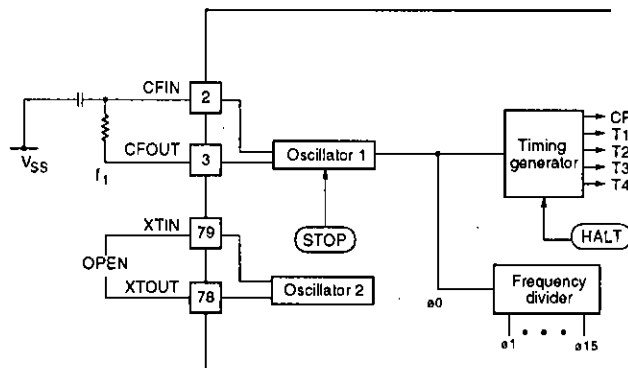 CFIN
2
CP
T1
T2
T3
T4
Timing
generator
CFOUT
3
Oscillator 1
VSS
f1
STOP
HALT
XTIN
79
OPEN
XTOUT
78
Oscillator 2
Frequency
divider
ø0
ø1 • • • • ø15